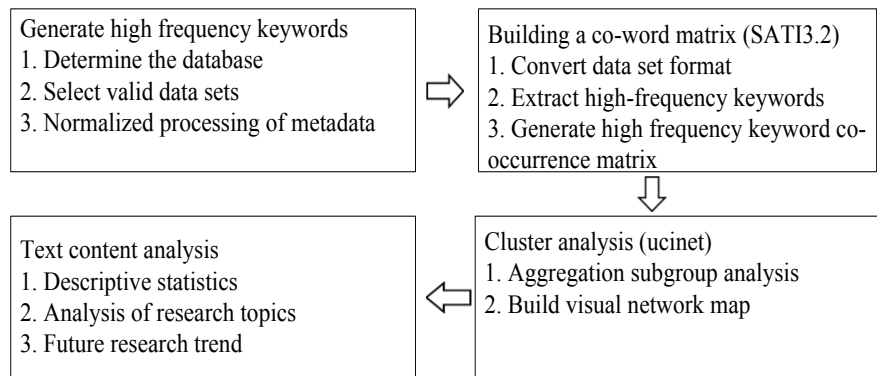 Generate high frequency keywords
1. Determine the database
2. Select valid data sets
3. Normalized processing of metadata
Building a co-word matrix (SATI3.2)
1. Convert data set format
2. Extract high-frequency keywords
3. Generate high frequency keyword co-
occurrence matrix
Cluster analysis (ucinet)
1. Aggregation subgroup analysis
2. Build visual network map
Text content analysis
1. Descriptive statistics
2. Analysis of research topics
3. Future research trend